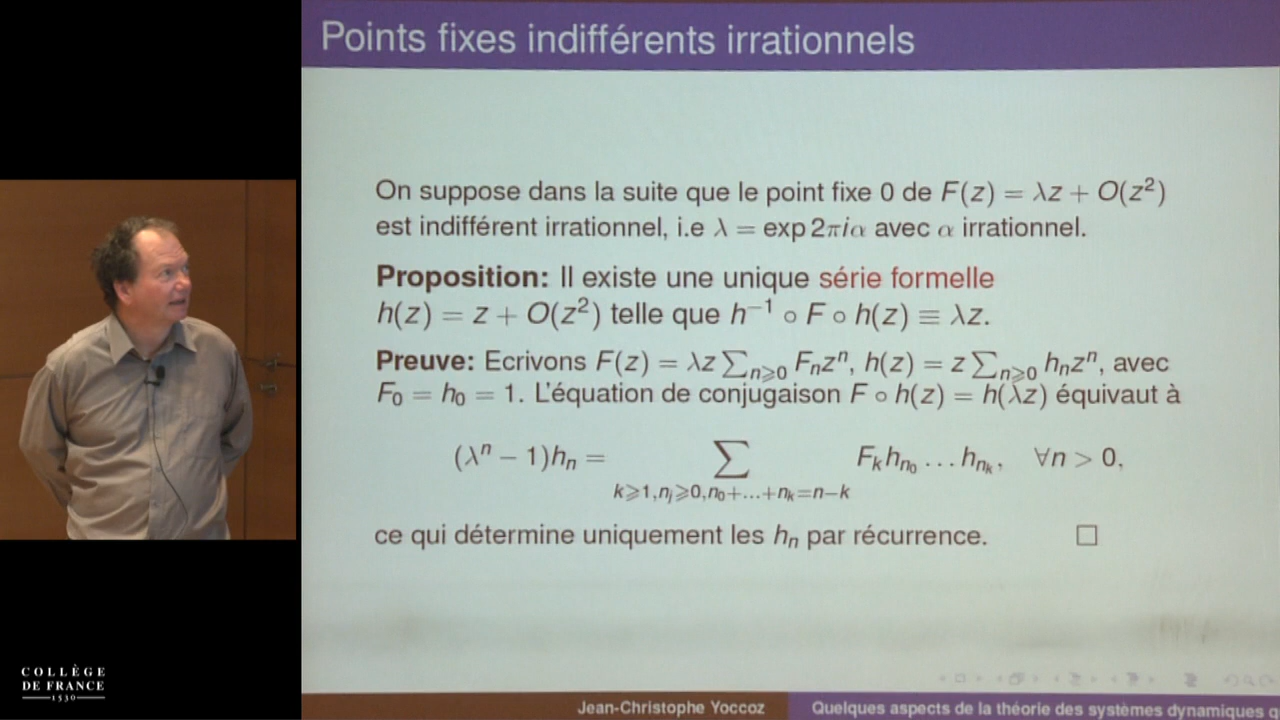 Points fixes indifférents irrationnels
On suppose dans la suite que le point fixe 0 de F(z) = λz + O(z²)
est indifférent irrationnel, i.e λ = exp 2πiα avec α irrationnel.
Proposition: Il existe une unique série formelle
h(z) = z + O(z²) telle que h⁻¹ ∘ F ∘ h(z) ≡ λz.
Preuve: Ecrivons F(z) = λz ∑n⩾0 Fₙzⁿ, h(z) = z ∑n⩾0 hₙzⁿ, avec
F₀ = h₀ = 1. L'équation de conjugaison F ∘ h(z) = h(λz) équivaut à
(λⁿ − 1)hₙ = ∑ Fₖhₙ₀ … hₙₖ, ∀n > 0,
k⩾1,nⱼ⩾0,n₀+...+nₖ=n−k
ce qui détermine uniquement les hₙ par récurrence. □
COLLÈGE
DE FRANCE
1530
Jean-Christophe Yoccoz Quelques aspects de la théorie des systèmes dynamiques q